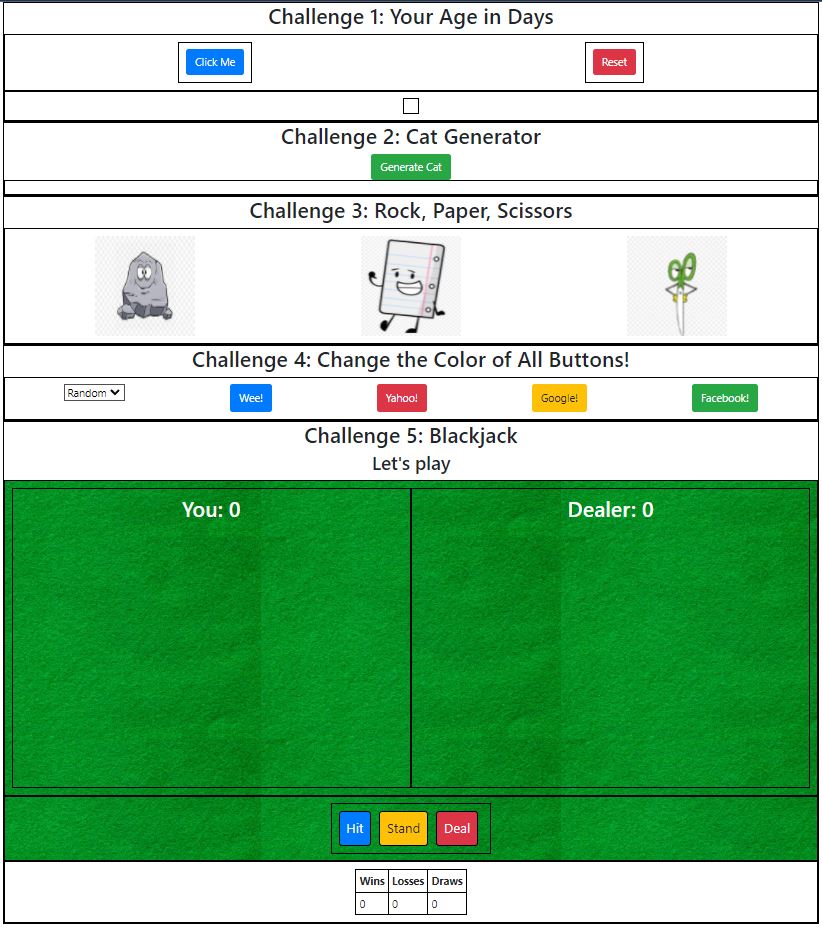 Challenge 1: Your Age in Days
Click Me Reset
Challenge 2: Cat Generator
Generate Cat
Challenge 3: Rock, Paper, Scissors
Challenge 4: Change the Color of All Buttons!
Random Wee! Yahoo! Google! Facebook!
Challenge 5: Blackjack
Let's play
You: 0 Dealer: 0
Hit Stand Deal
Wins Losses Draws
0 0 0